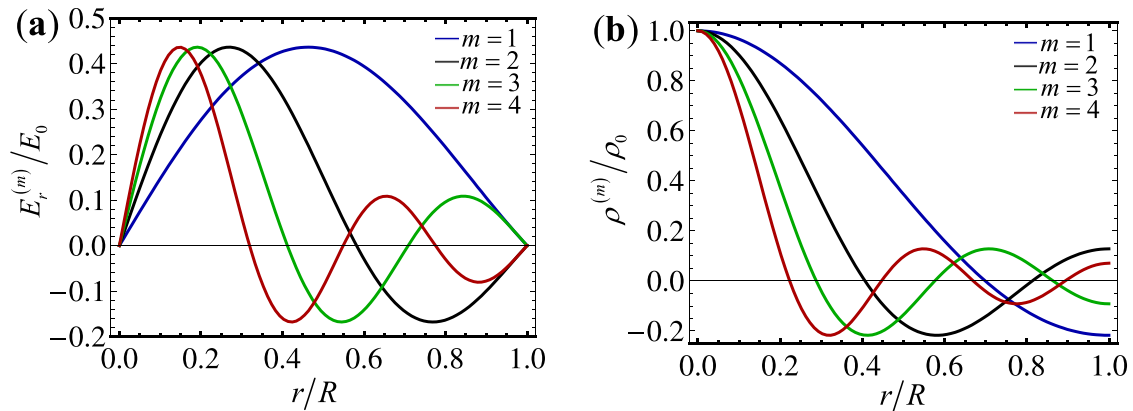 (a)
E_r^(m)/E_0
0.5
0.4
0.3
0.2
0.1
0.0
−0.1
−0.2
m = 1
m = 2
m = 3
m = 4
0.0 0.2 0.4 0.6 0.8 1.0
r/R
(b)
ρ^(m)/ρ_0
1.0
0.8
0.6
0.4
0.2
0.0
−0.2
m = 1
m = 2
m = 3
m = 4
0.0 0.2 0.4 0.6 0.8 1.0
r/R